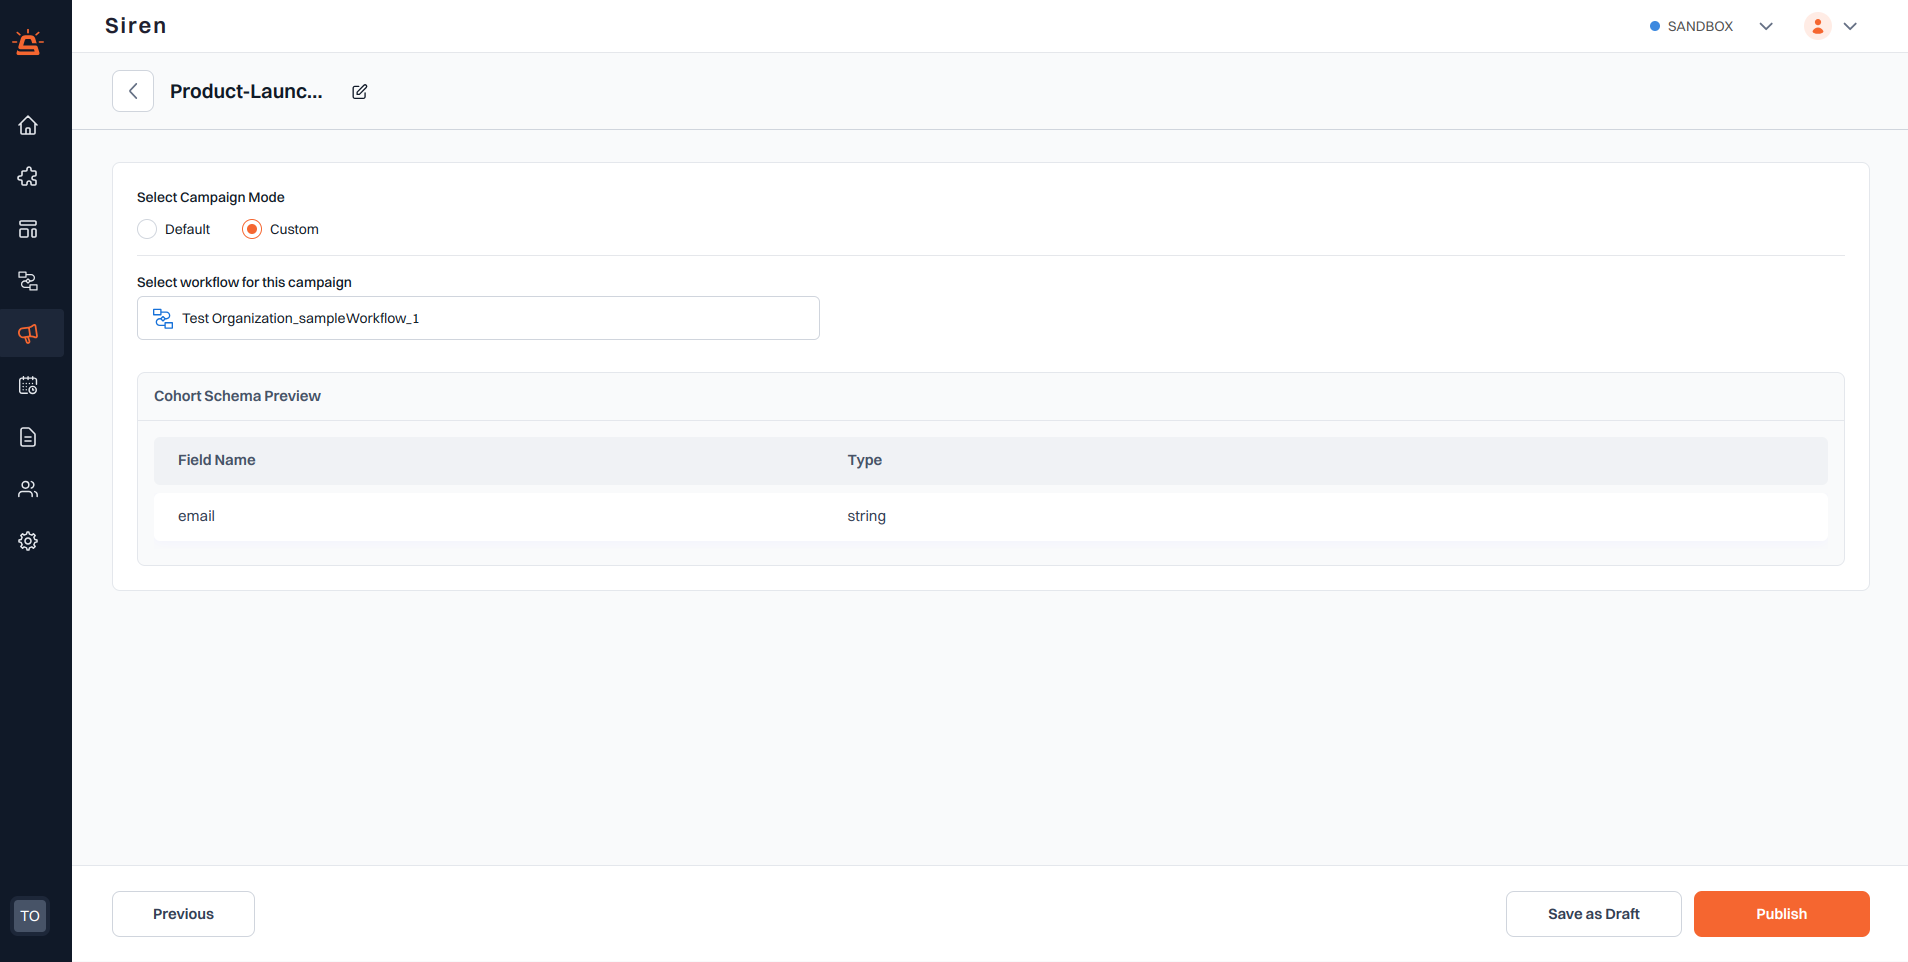 Siren
SANDBOX
Product-Launc...
Select Campaign Mode
Default
Custom
Select workflow for this campaign
Test Organization_sampleWorkflow_1
Cohort Schema Preview
Field Name
Type
email
string
TO
Previous
Save as Draft
Publish